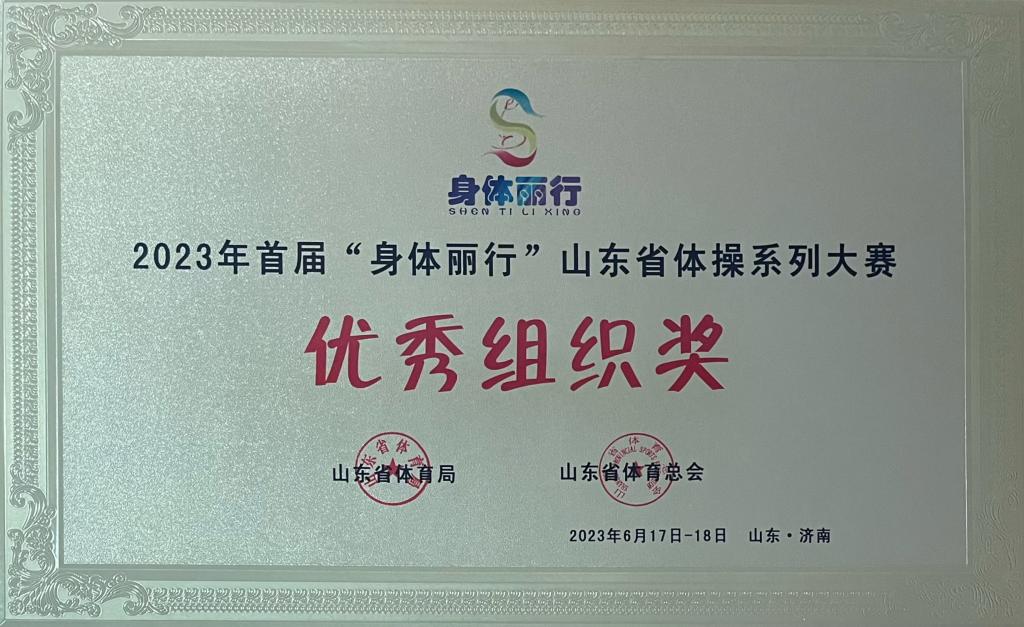 身体丽行
SHEN TI LI XING
2023年首届“身体丽行”山东省体操系列大赛
优秀组织奖
山东省体育局
山东省体育总会
2023年6月17日-18日 山东·济南